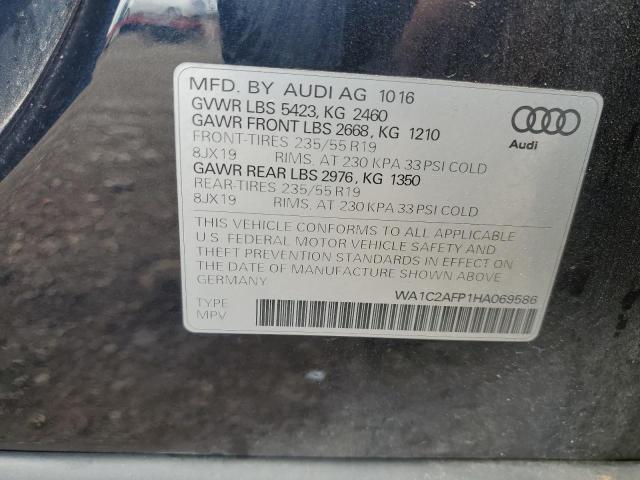 MFD. BY AUDI AG 10 16
GVWR LBS 5423, KG 2460
GAWR FRONT LBS 2668, KG 1210
FRONT-TIRES 235/55 R19
8JX19 RIMS, AT 230 KPA 33 PSI COLD
GAWR REAR LBS 2976, KG 1350
REAR-TIRES 235/55 R19
8JX19 RIMS, AT 230 KPA 33 PSI COLD
Audi
THIS VEHICLE CONFORMS TO ALL APPLICABLE
U.S. FEDERAL MOTOR VEHICLE SAFETY AND
THEFT PREVENTION STANDARDS IN EFFECT ON
THE DATE OF MANUFACTURE SHOWN ABOVE
GERMANY
WA1C2AFP1HA069586
TYPE
MPV